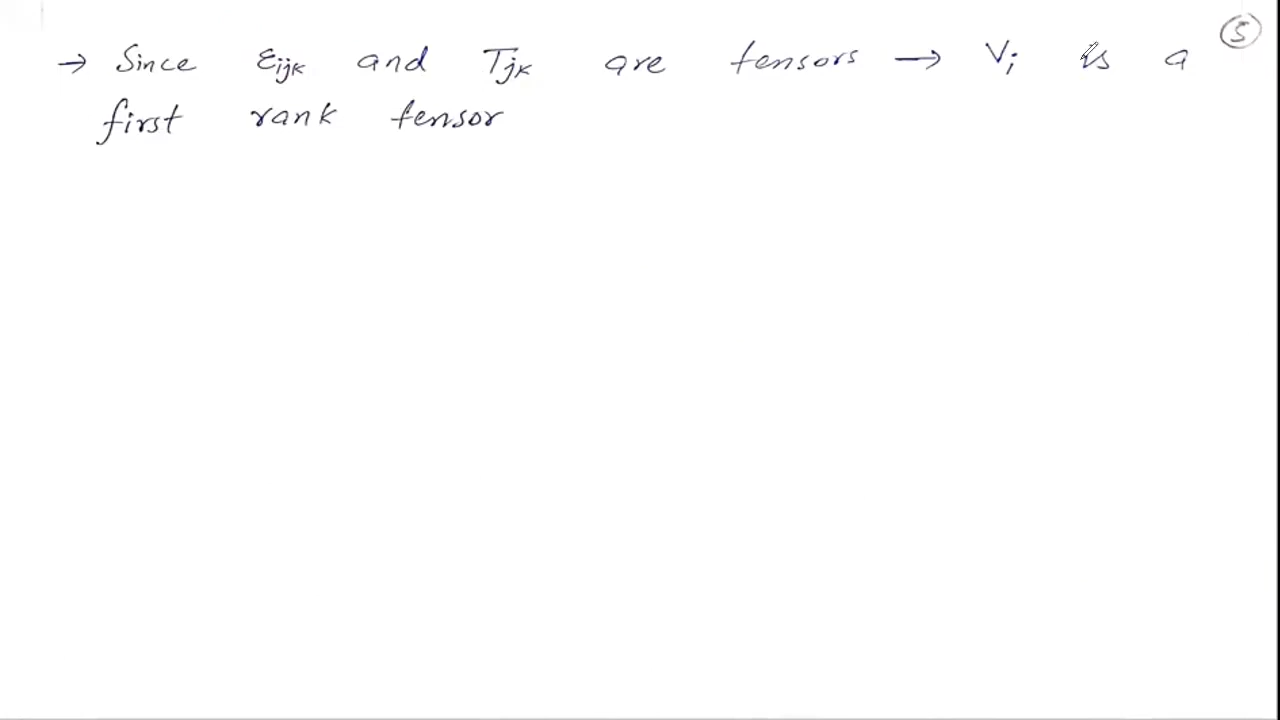 → Since εijk and Tjk are tensors → Vi is a 5
first rank tensor